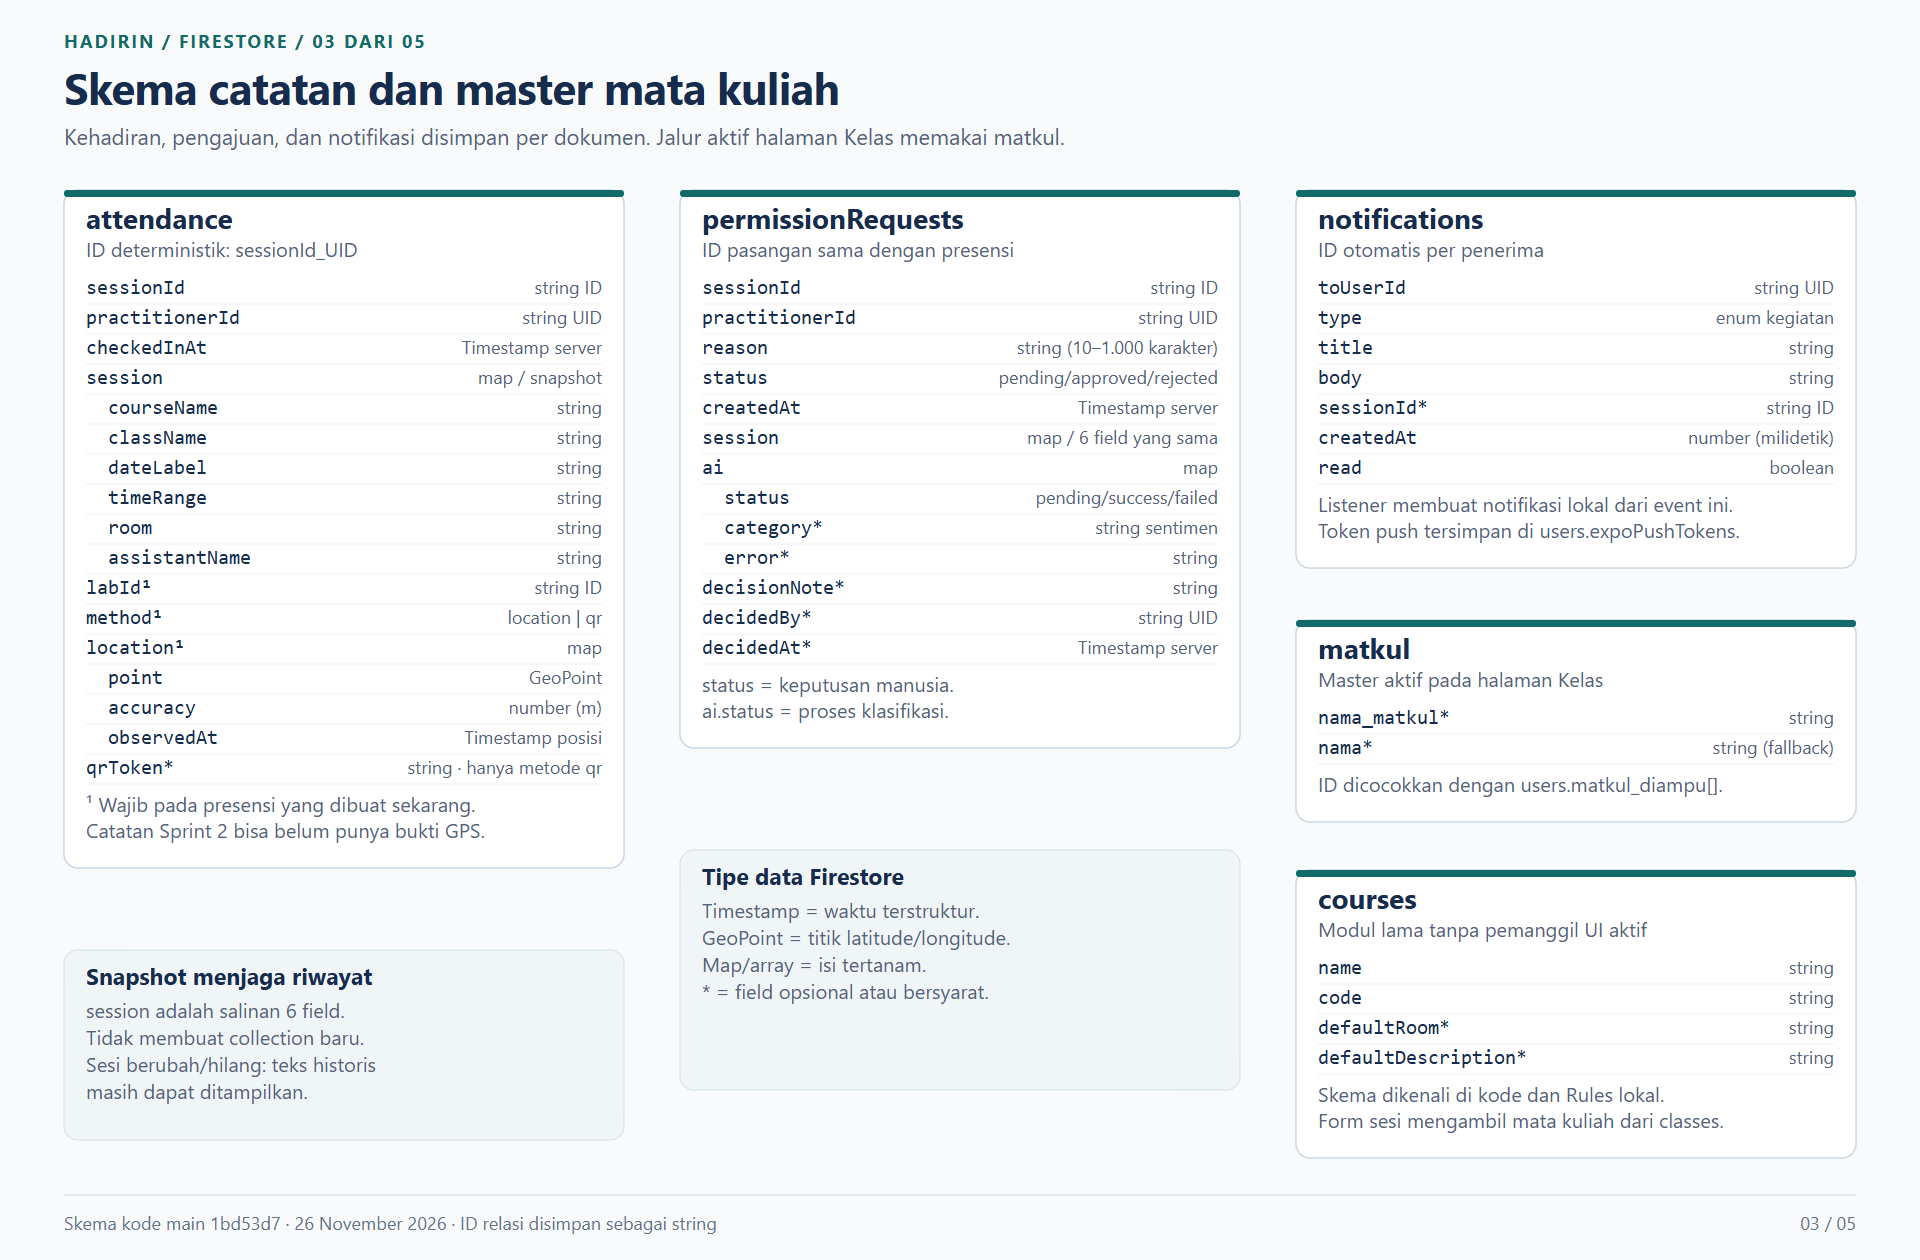 HADIRIN / FIRESTORE / 03 DARI 05
Skema catatan dan master mata kuliah
Kehadiran, pengajuan, dan notifikasi disimpan per dokumen. Jalur aktif halaman Kelas memakai matkul.
attendance
ID deterministik: sessionId_UID
sessionId string ID
practitionerId string UID
checkedInAt Timestamp server
session map / snapshot
courseName string
className string
dateLabel string
timeRange string
room string
assistantName string
labId¹ string ID
method¹ location | qr
location¹ map
point GeoPoint
accuracy number (m)
observedAt Timestamp posisi
qrToken* string · hanya metode qr
¹ Wajib pada presensi yang dibuat sekarang.
Catatan Sprint 2 bisa belum punya bukti GPS.
Snapshot menjaga riwayat
session adalah salinan 6 field.
Tidak membuat collection baru.
Sesi berubah/hilang: teks historis
masih dapat ditampilkan.
permissionRequests
ID pasangan sama dengan presensi
sessionId string ID
practitionerId string UID
reason string (10–1.000 karakter)
status pending/approved/rejected
createdAt Timestamp server
session map / 6 field yang sama
ai map
status pending/success/failed
category* string sentimen
error* string
decisionNote* string
decidedBy* string UID
decidedAt* Timestamp server
status = keputusan manusia.
ai.status = proses klasifikasi.
Tipe data Firestore
Timestamp = waktu terstruktur.
GeoPoint = titik latitude/longitude.
Map/array = isi tertanam.
* = field opsional atau bersyarat.
notifications
ID otomatis per penerima
toUserId string UID
type enum kegiatan
title string
body string
sessionId* string ID
createdAt number (milidetik)
read boolean
Listener membuat notifikasi lokal dari event ini.
Token push tersimpan di users.expoPushTokens.
matkul
Master aktif pada halaman Kelas
nama_matkul* string
nama* string (fallback)
ID dicocokkan dengan users.matkul_diampu[].
courses
Modul lama tanpa pemanggil UI aktif
name string
code string
defaultRoom* string
defaultDescription* string
Skema dikenali di kode dan Rules lokal.
Form sesi mengambil mata kuliah dari classes.
Skema kode main 1bd53d7 · 26 November 2026 · ID relasi disimpan sebagai string
03 / 05